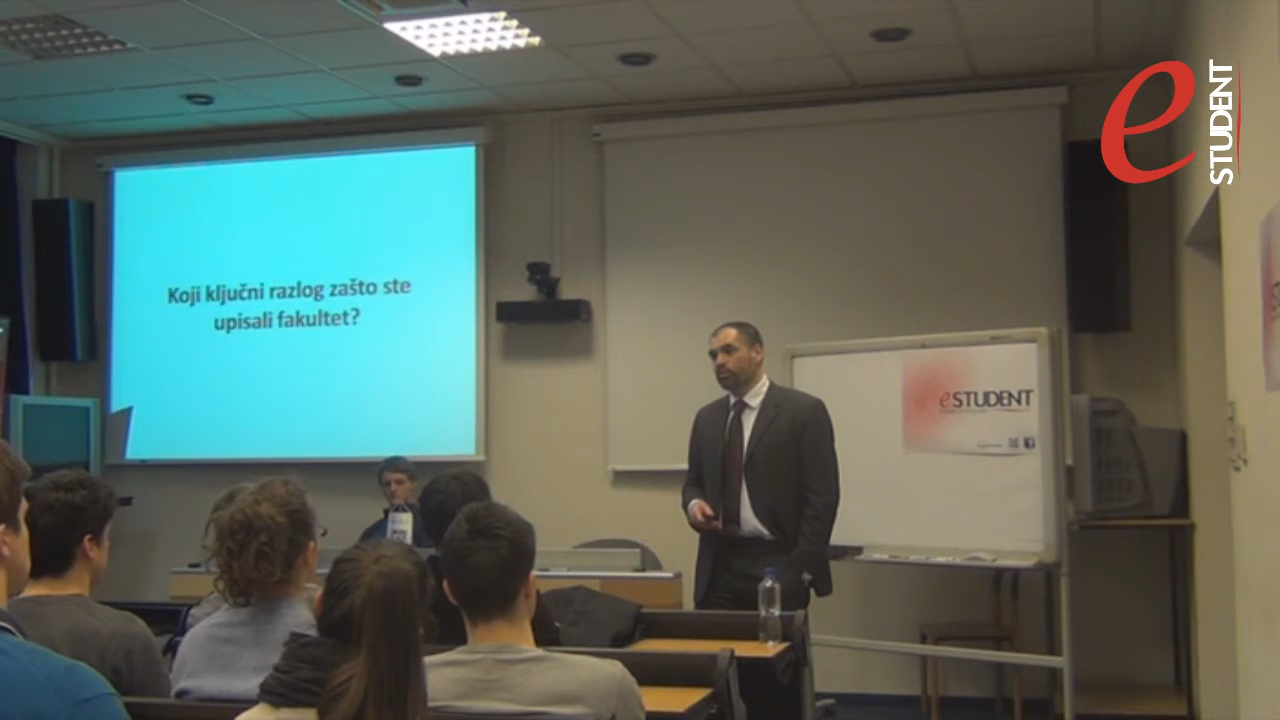 Koji ključni razlog zašto ste
upisali fakultet?
eSTUDENT
e
STUDENT